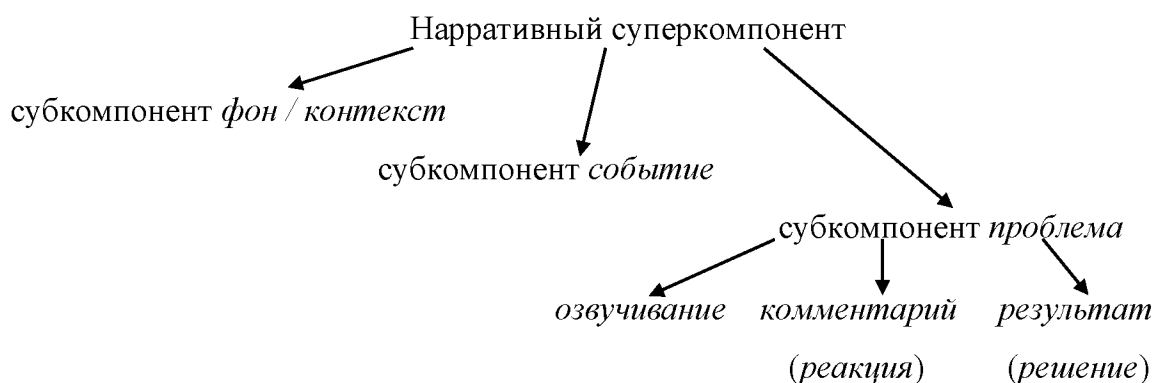 Нарративный суперкомпонент
субкомпонент фон / контекст
субкомпонент событие
субкомпонент проблема
озвучивание комментарий результат
(реакция) (решение)